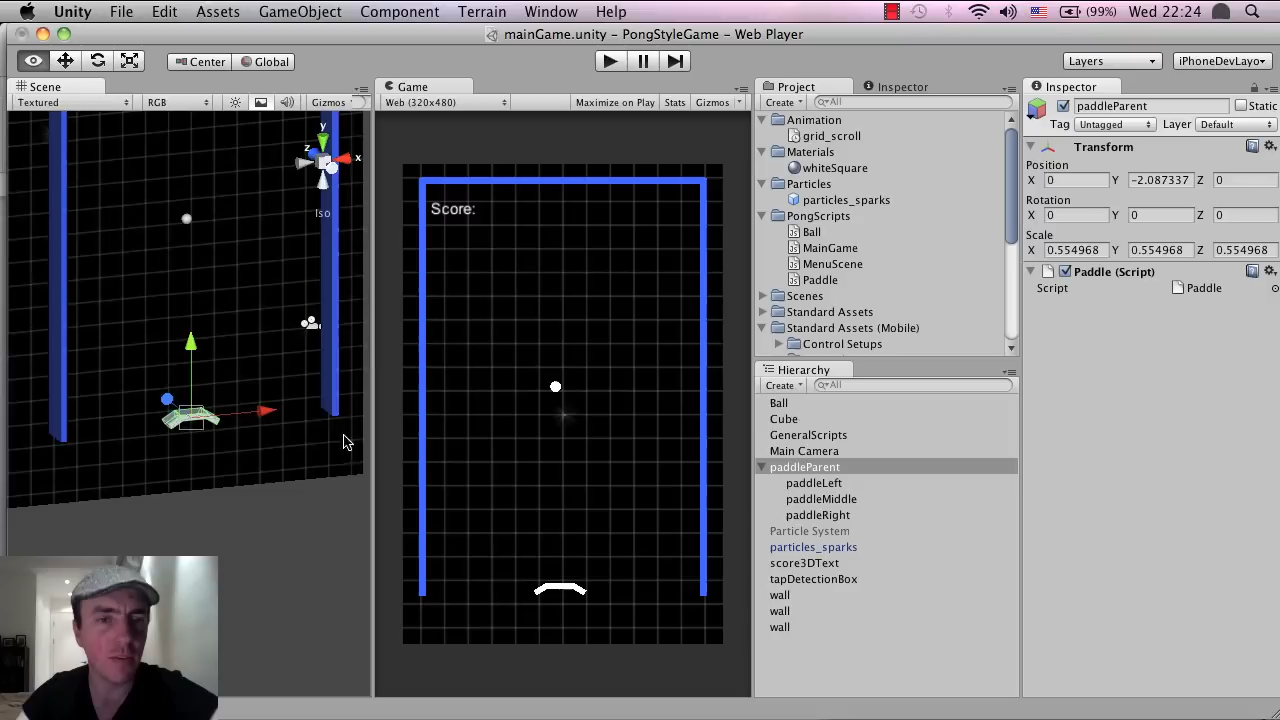 Unity File Edit Assets GameObject Component Terrain Window Help (99%) Wed 22:24
mainGame.unity – PongStyleGame – Web Player
Center Global Layers iPhoneDevLayo...
Scene
Textured RGB Gizmos
y
z
x
Iso
Game
Web (320x480) Maximize on Play Stats Gizmos
Score:
Project Inspector
Create All
Animation
grid_scroll
Materials
whiteSquare
Particles
particles_sparks
PongScripts
Ball
MainGame
MenuScene
Paddle
Scenes
Standard Assets
Standard Assets (Mobile)
Control Setups
Hierarchy
Create All
Ball
Cube
GeneralScripts
Main Camera
paddleParent
paddleLeft
paddleMiddle
paddleRight
Particle System
particles_sparks
score3DText
tapDetectionBox
wall
wall
wall
Inspector
paddleParent Static
Tag Untagged Layer Default
Transform
Position
X 0 Y -2.087337 Z 0
Rotation
X 0 Y 0 Z 0
Scale
X 0.554968 Y 0.554968 Z 0.554968
Paddle (Script)
Script Paddle